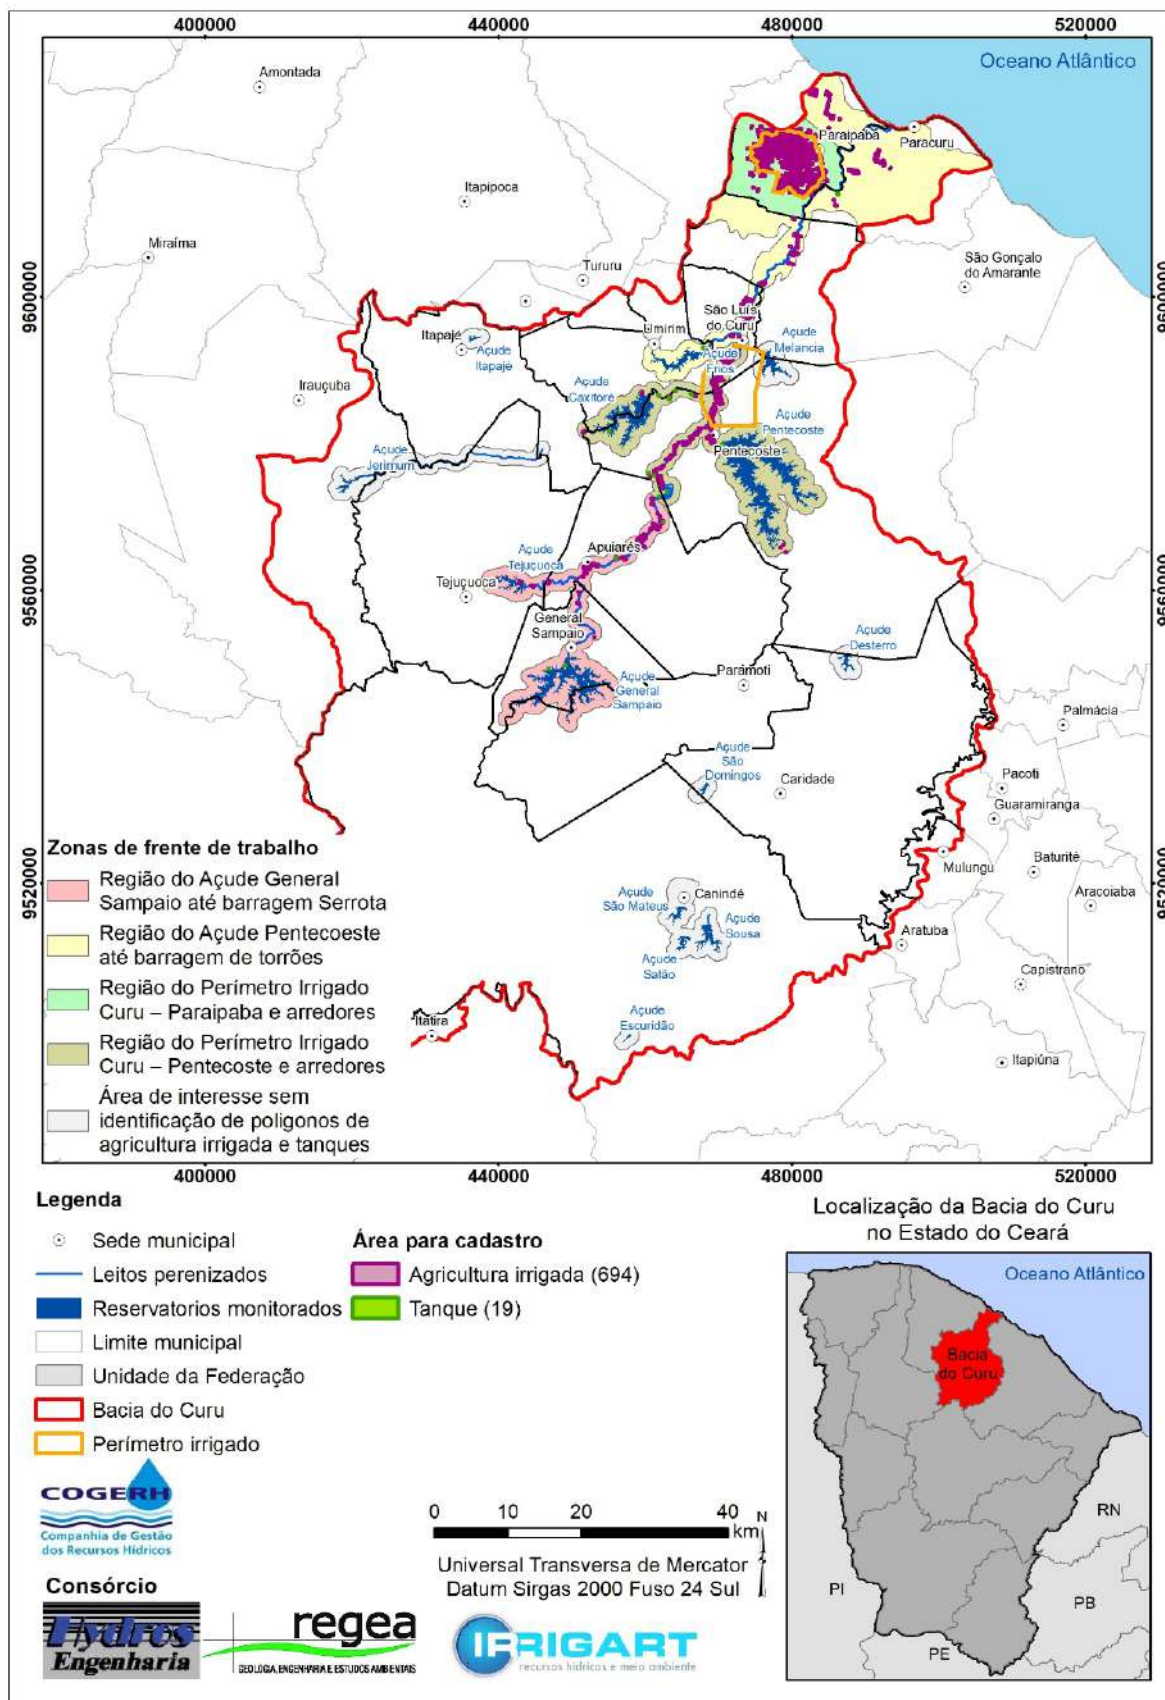 400000
440000
480000
520000
Oceano Atlântico
Amontada
Paraipaba
Paracuru
Itapipoca
Miraíma
Tururu
São Gonçalo
do Amarante
9600000
9600000
São Luís
do Curu
Umirim
Itapajé
Açude
Itapajé
Açude
Frios
Açude
Melancia
Irauçuba
Açude
Caxitoré
Açude
Pentecoste
Pentecoste
Açude
Jerimum
Apuiarés
Açude
Tejuçuoca
Tejuçuoca
9560000
9560000
General
Sampaio
Açude
Desterro
Açude
General
Sampaio
Paramoti
Palmácia
Açude
São
Domingos
Caridade
Pacoti
Guaramiranga
Mulungu
Baturité
Aracoiaba
9520000
9520000
Açude
São Mateus
Canindé
Açude
Sousa
Açude
Salão
Aratuba
Capistrano
Itatira
Açude
Escuridão
Itapiúna
Zonas de frente de trabalho
Região do Açude General
Sampaio até barragem Serrota
Região do Açude Pentecoeste
até barragem de torrões
Região do Perímetro Irrigado
Curu – Paraipaba e arredores
Região do Perímetro Irrigado
Curu – Pentecoste e arredores
Área de interesse sem
identificação de poligonos de
agricultura irrigada e tanques
400000
440000
480000
520000
Legenda
Sede municipal
Leitos perenizados
Reservatorios monitorados
Limite municipal
Unidade da Federação
Bacia do Curu
Perímetro irrigado
Área para cadastro
Agricultura irrigada (694)
Tanque (19)
Localização da Bacia do Curu
no Estado do Ceará
Oceano Atlântico
Bacia
do Curu
RN
PB
PI
PE
COGERH
Companhia de Gestão
dos Recursos Hídricos
0 10 20 40
km
N
Universal Transversa de Mercator
Datum Sirgas 2000 Fuso 24 Sul
Consórcio
Hydros
Engenharia
regea
GEOLOGIA, ENGENHARIA E ESTUDOS AMBIENTAIS
IRRIGART
recursos hídricos e meio ambiente